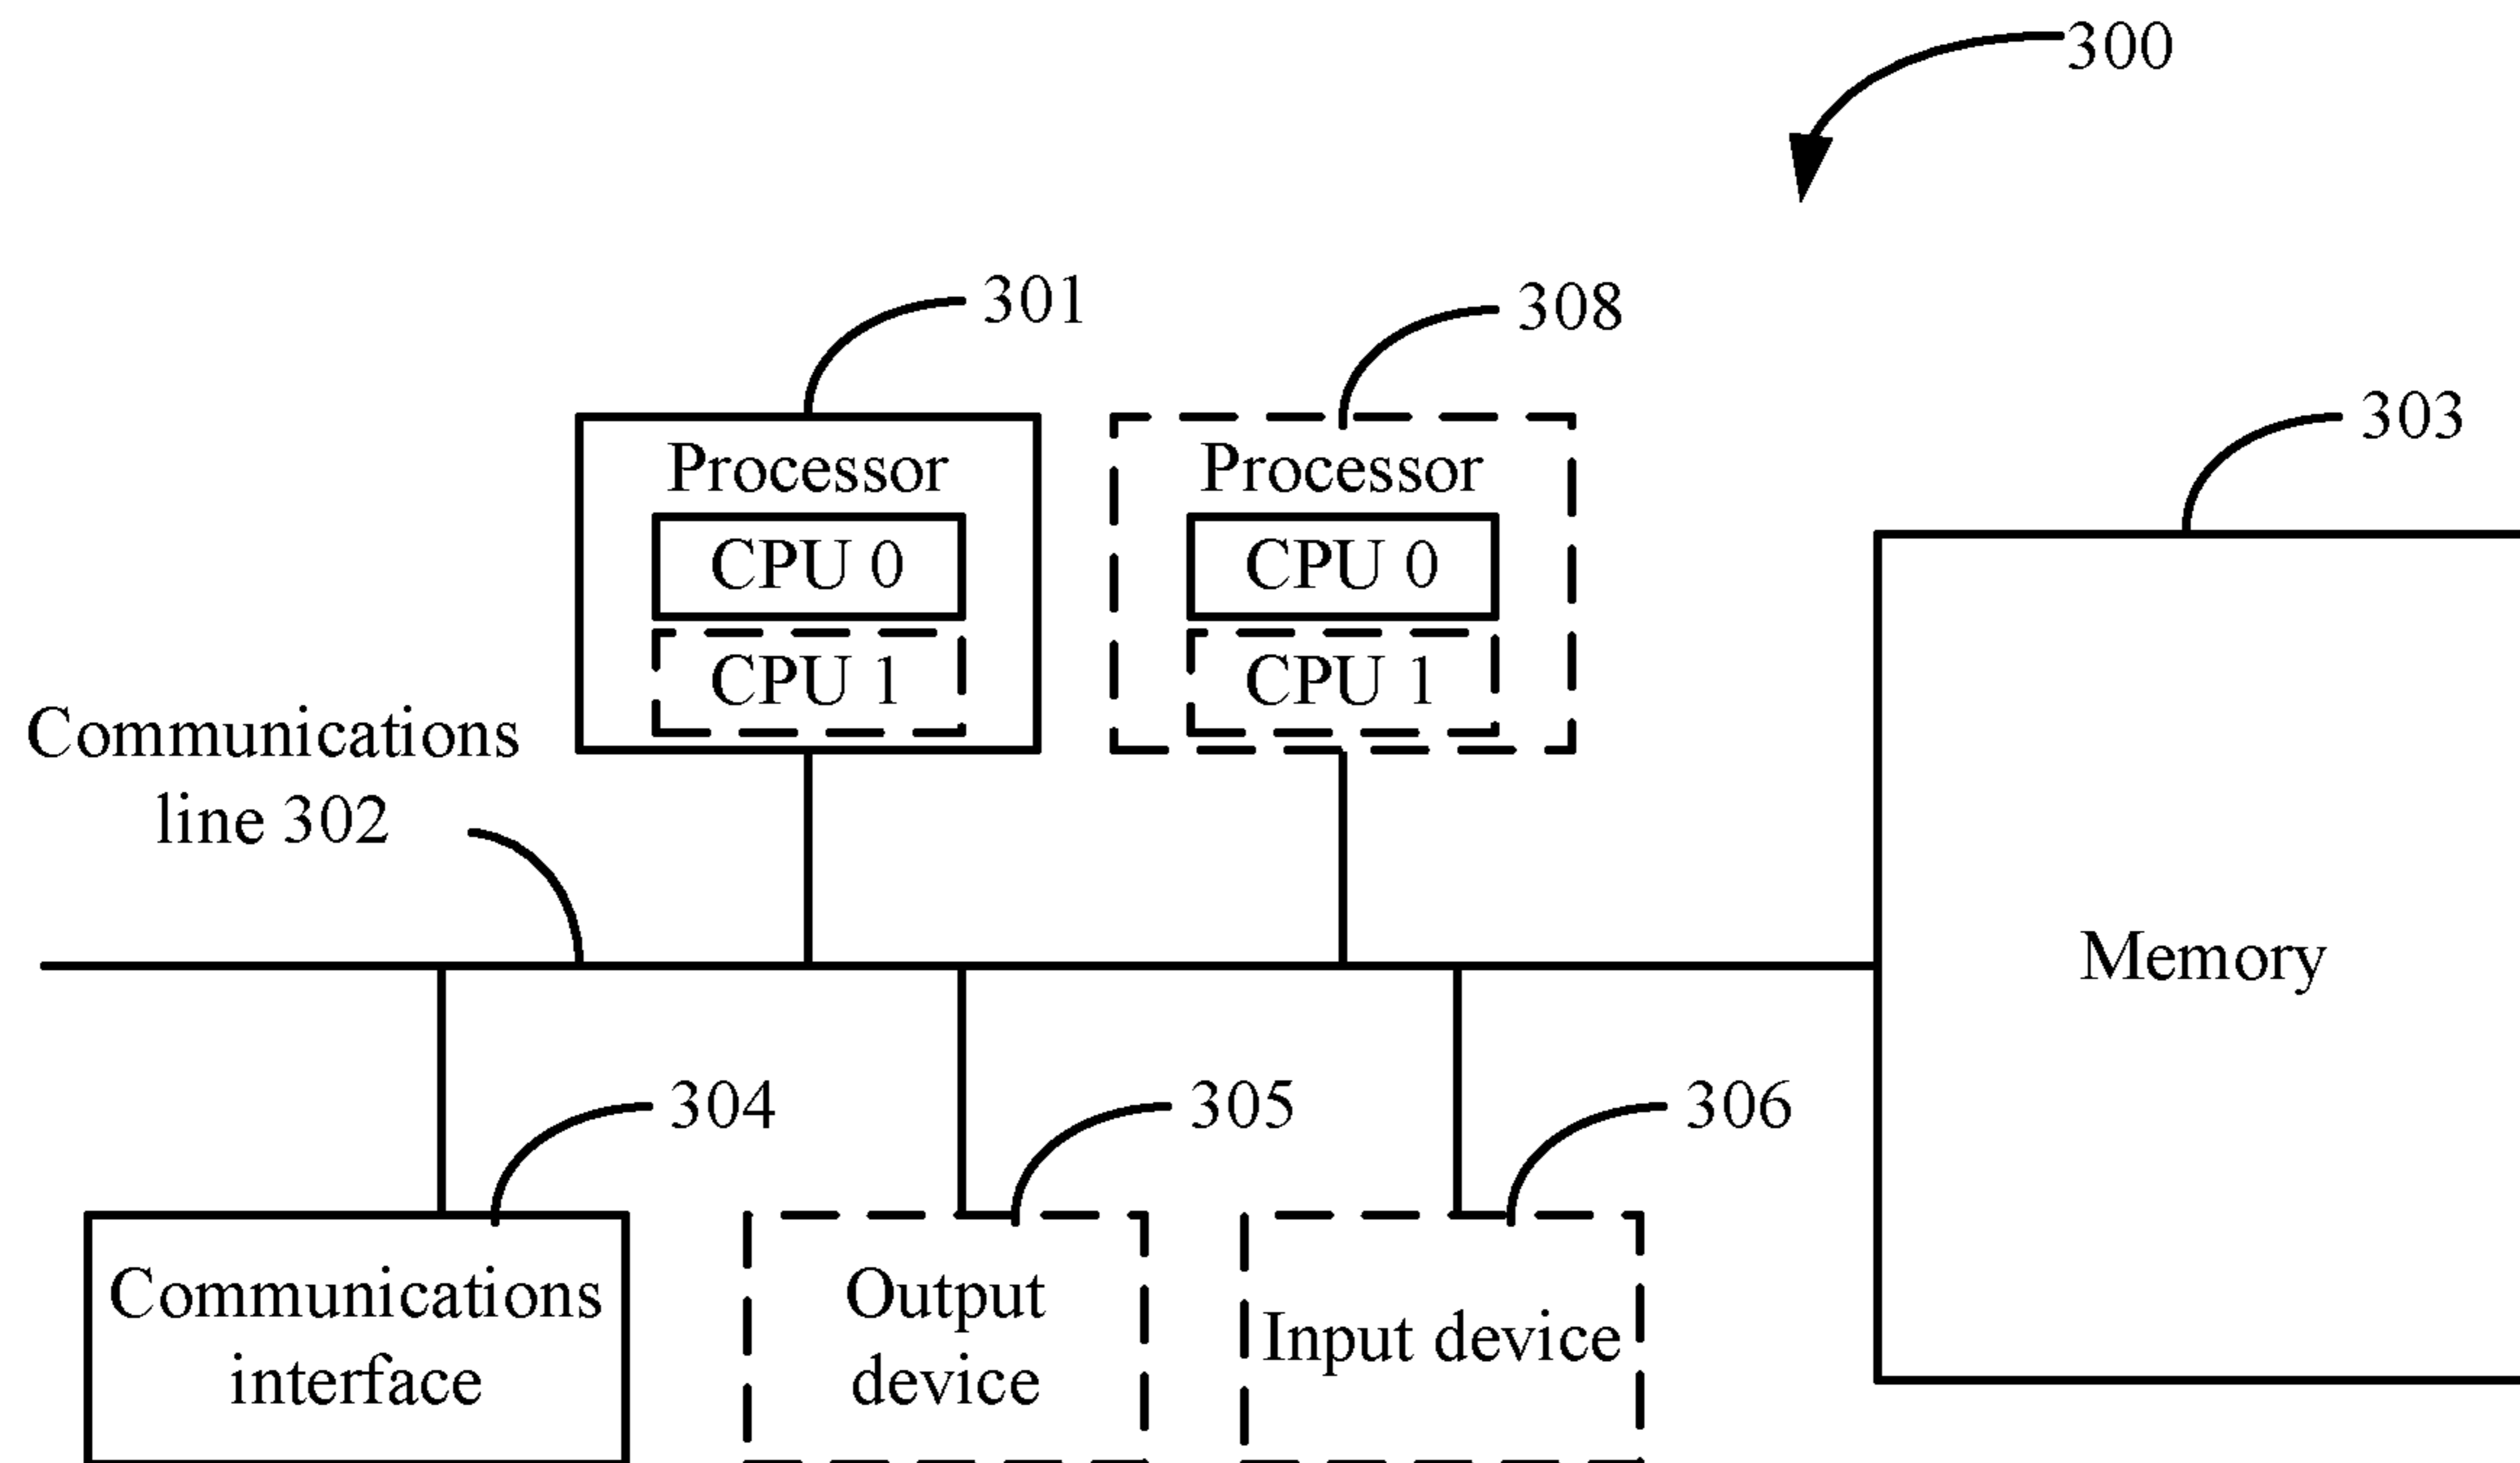 300
301
308
303
Processor
CPU 0
CPU 1
Processor
CPU 0
CPU 1
Communications
line 302
Memory
304
305
306
Communications
interface
Output
device
Input device